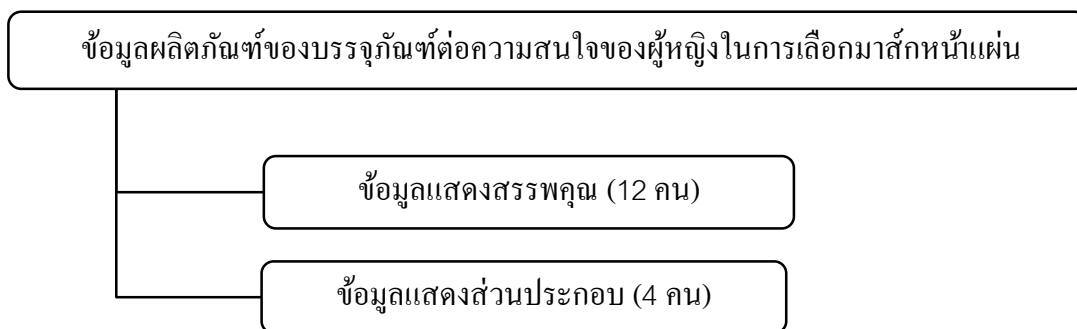 ข้อมูลผลิตภัณฑ์ของบรรจุภัณฑ์ต่อความสนใจของผู้หญิงในการเลือกมาส์กหน้าแผ่น
ข้อมูลแสดงสรรพคุณ (12 คน)
ข้อมูลแสดงส่วนประกอบ (4 คน)